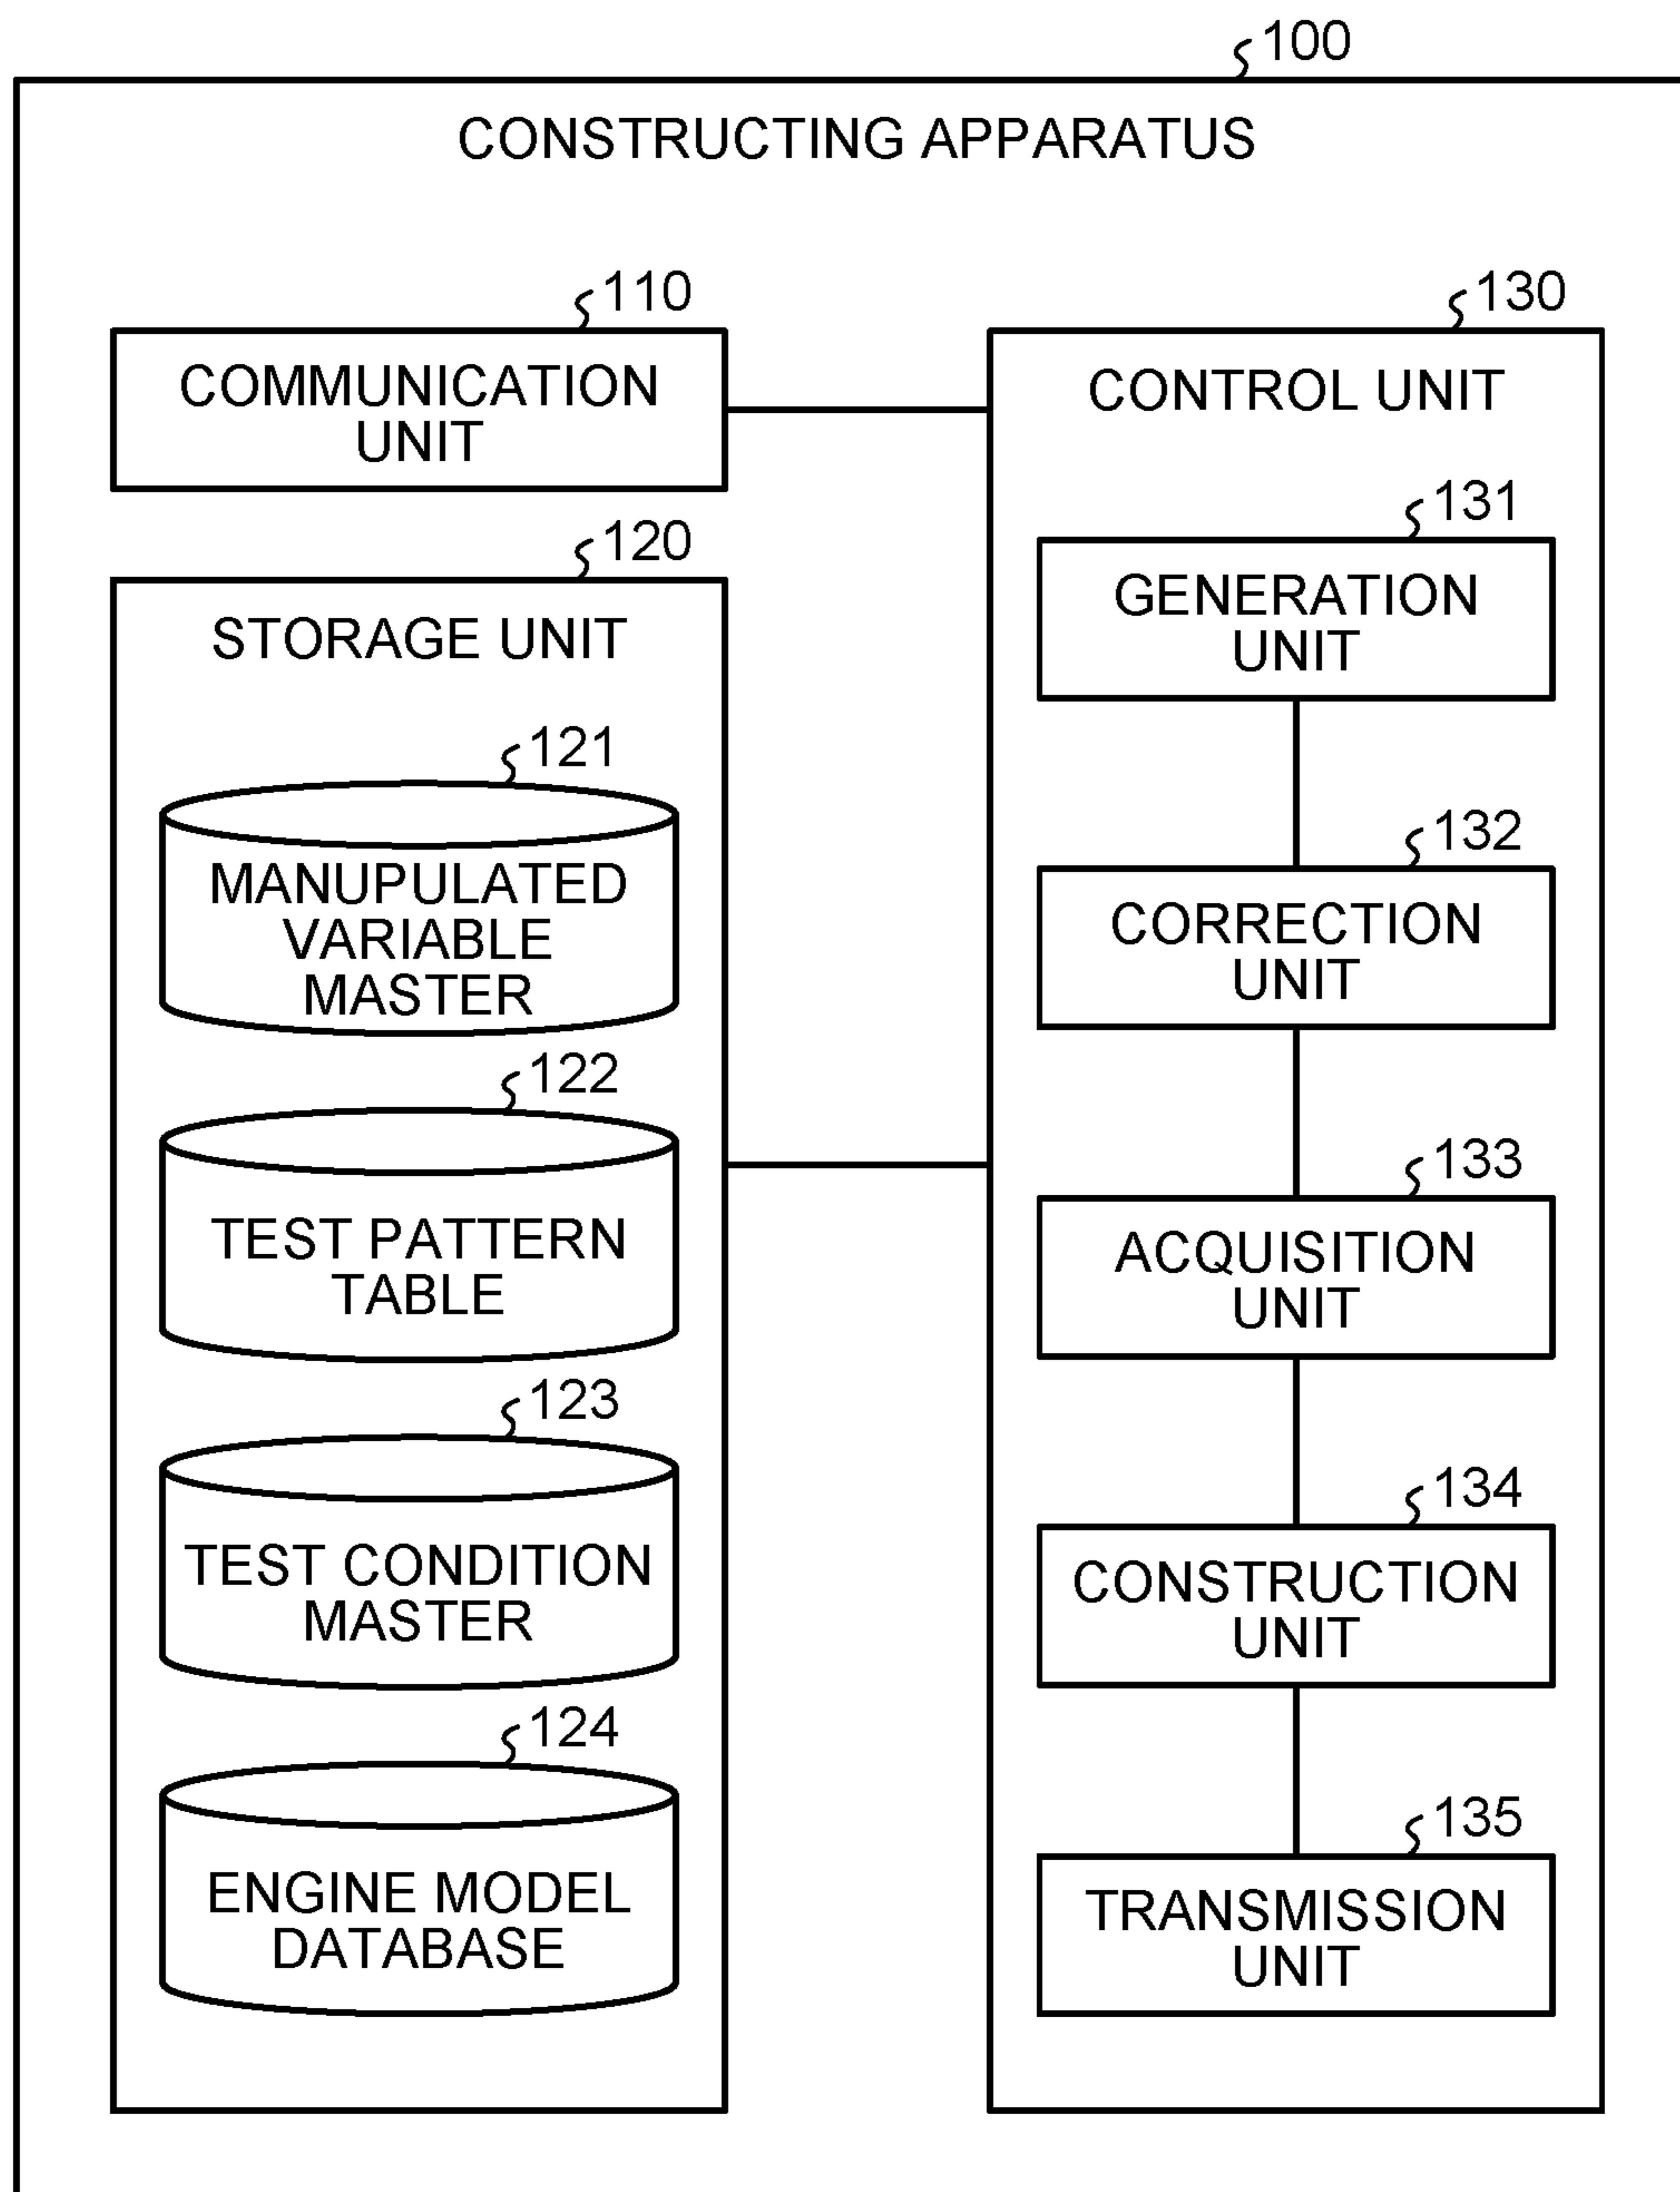 100
CONSTRUCTING APPARATUS
110
COMMUNICATION
UNIT
120
STORAGE UNIT
121
MANUPULATED
VARIABLE
MASTER
122
TEST PATTERN
TABLE
123
TEST CONDITION
MASTER
124
ENGINE MODEL
DATABASE
130
CONTROL UNIT
131
GENERATION
UNIT
132
CORRECTION
UNIT
133
ACQUISITION
UNIT
134
CONSTRUCTION
UNIT
135
TRANSMISSION
UNIT